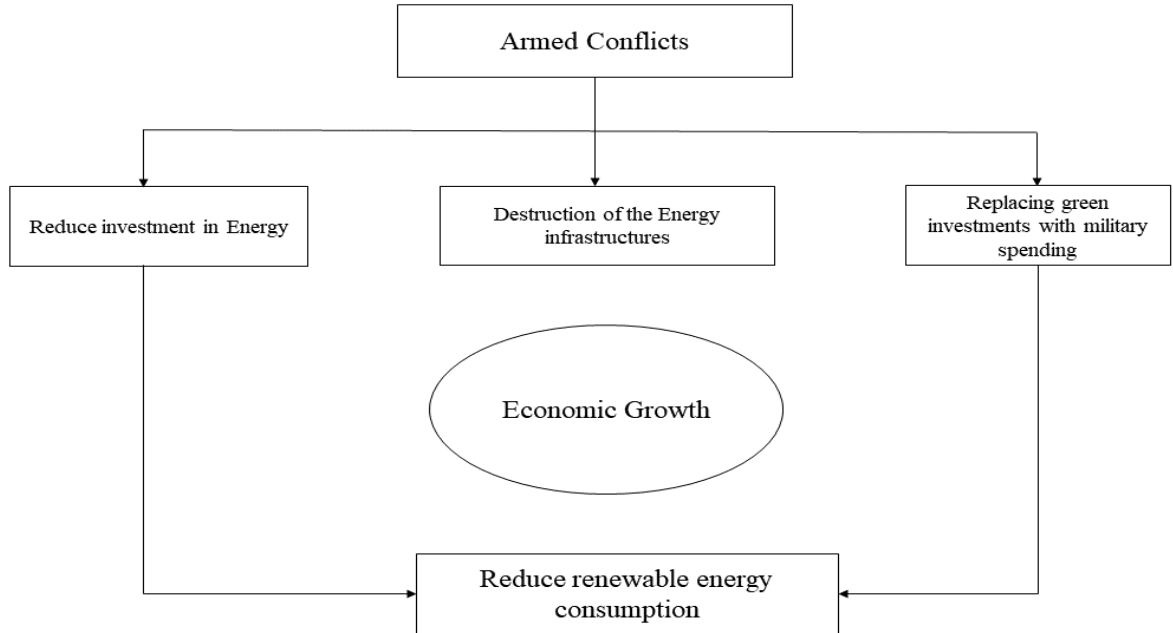 Armed Conflicts
Reduce investment in Energy
Destruction of the Energy
infrastructures
Replacing green
investments with military
spending
Economic Growth
Reduce renewable energy
consumption